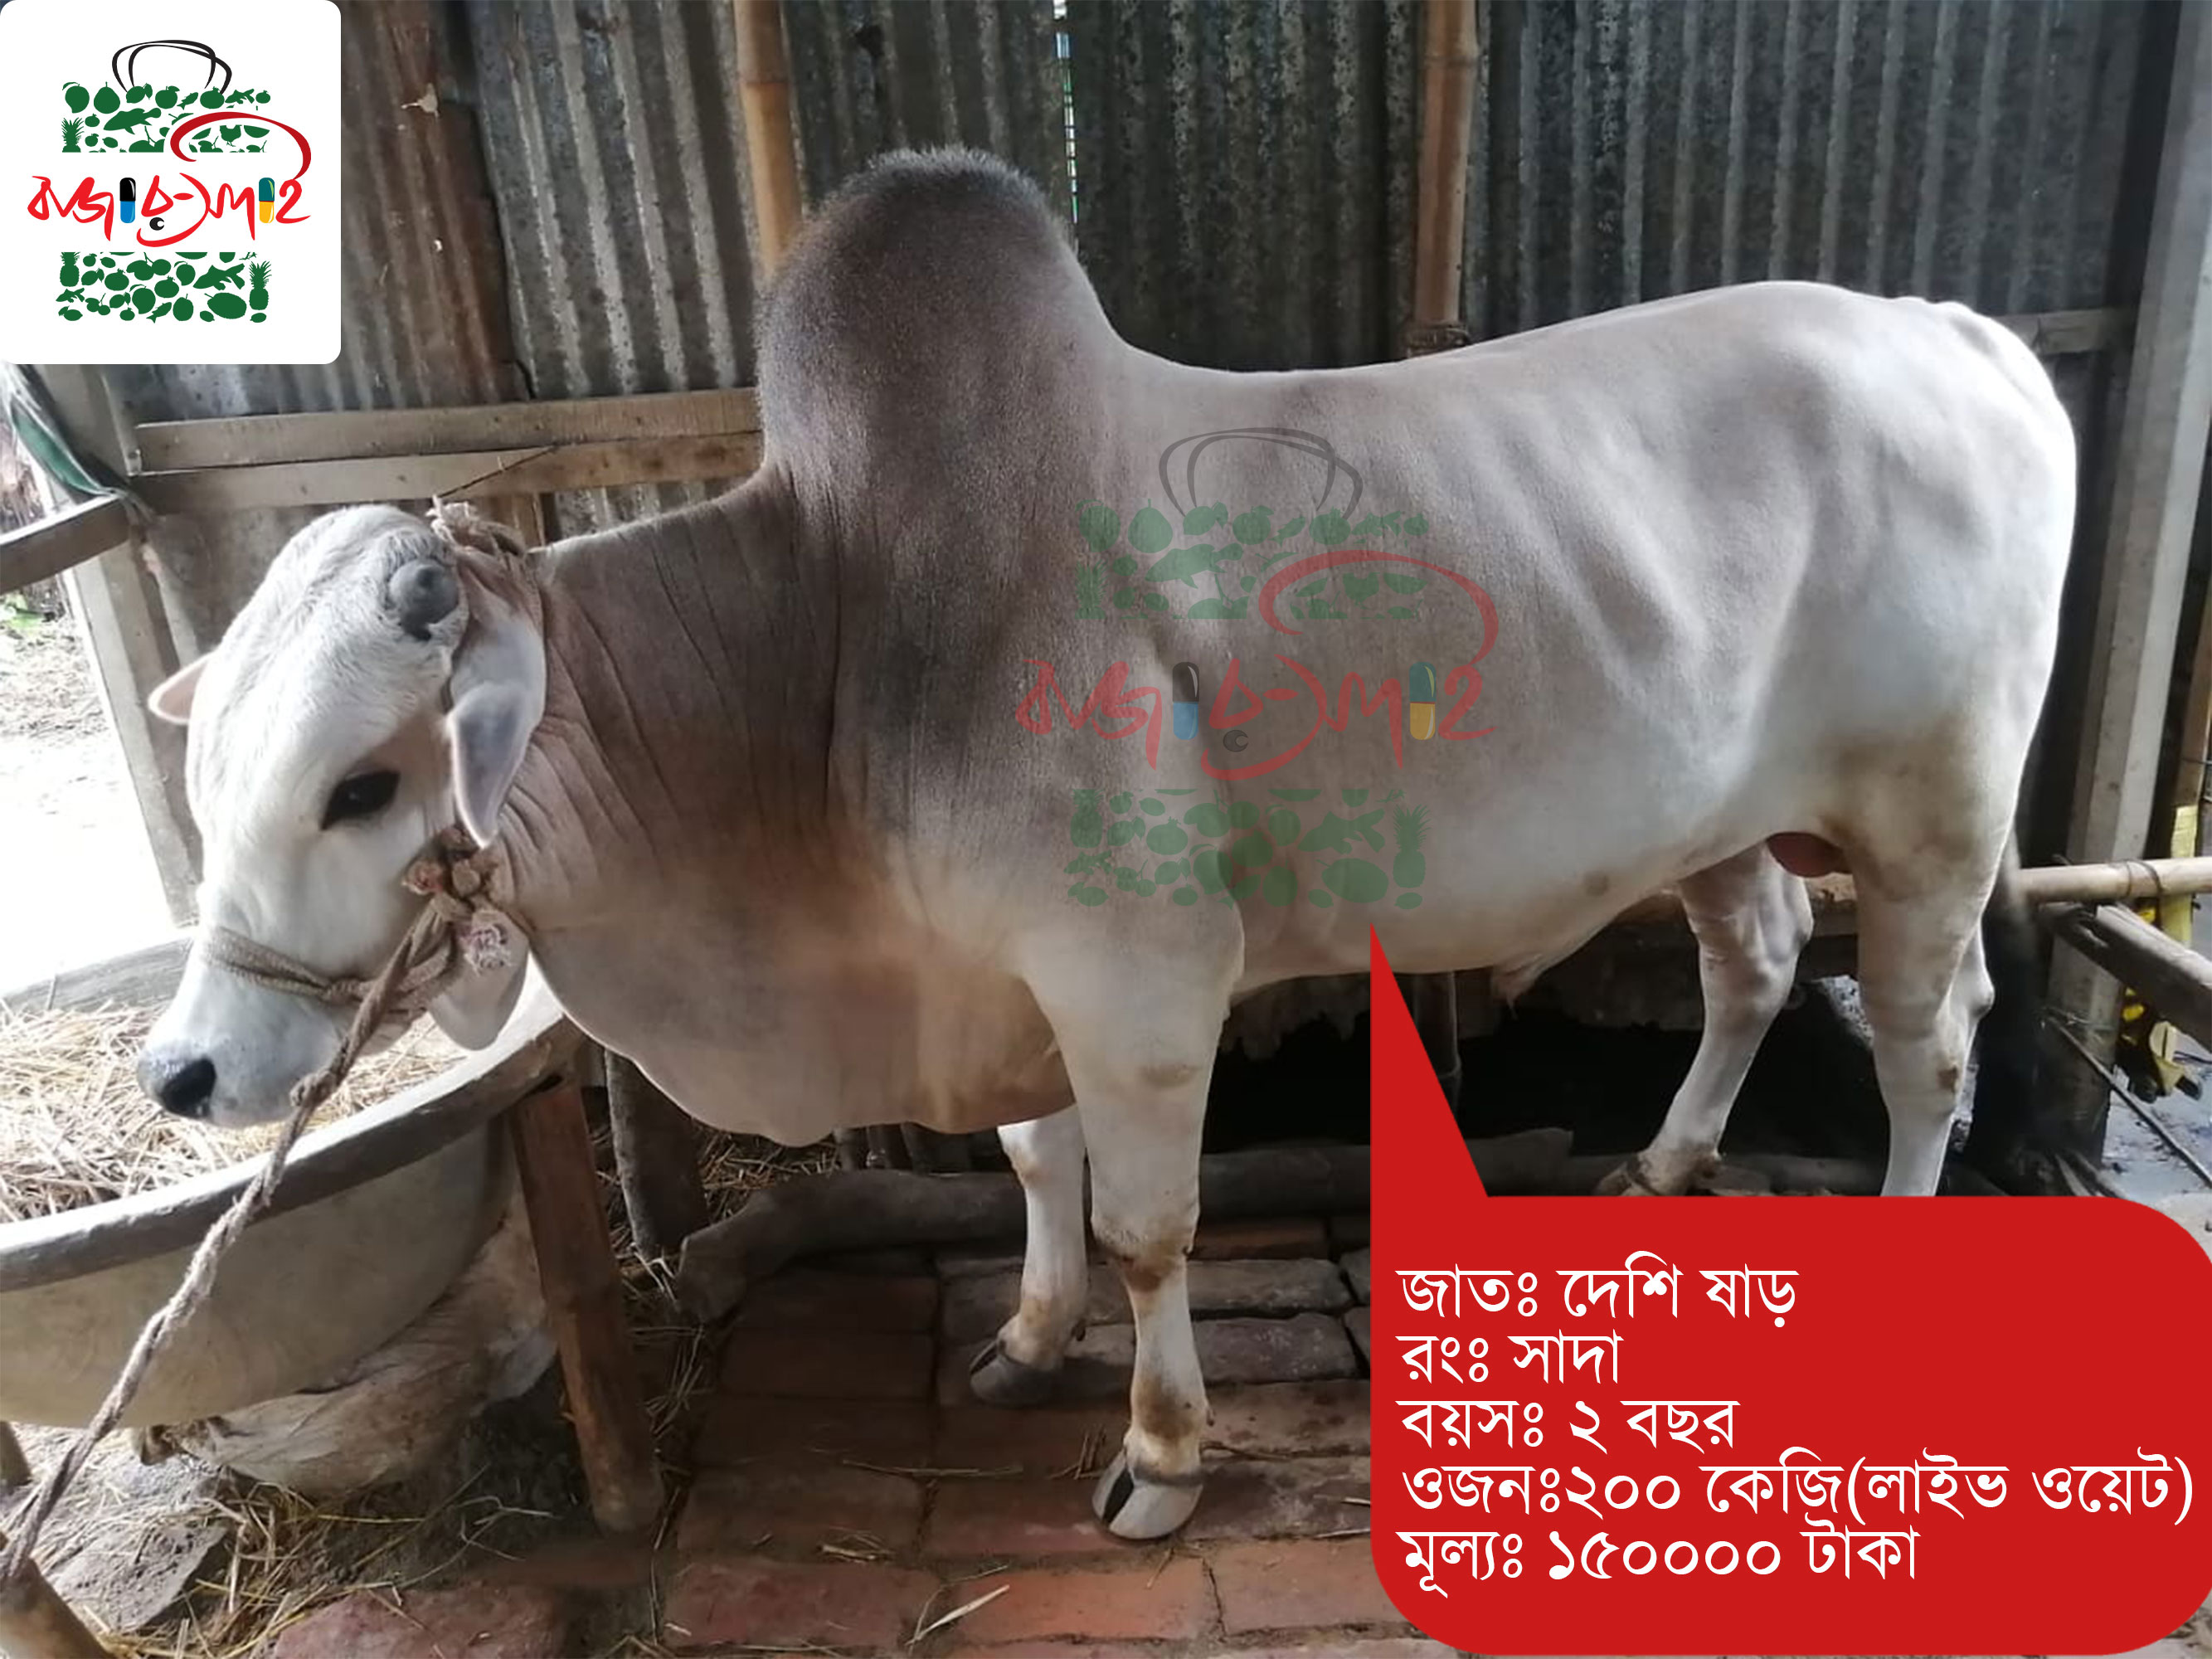 বাজার-সালাই
জাতঃ দেশি ষাড়
রংঃ সাদা
বয়সঃ ২ বছর
ওজনঃ২০০ কেজি(লাইভ ওয়েট)
মূল্যঃ ১৫০০০০ টাকা